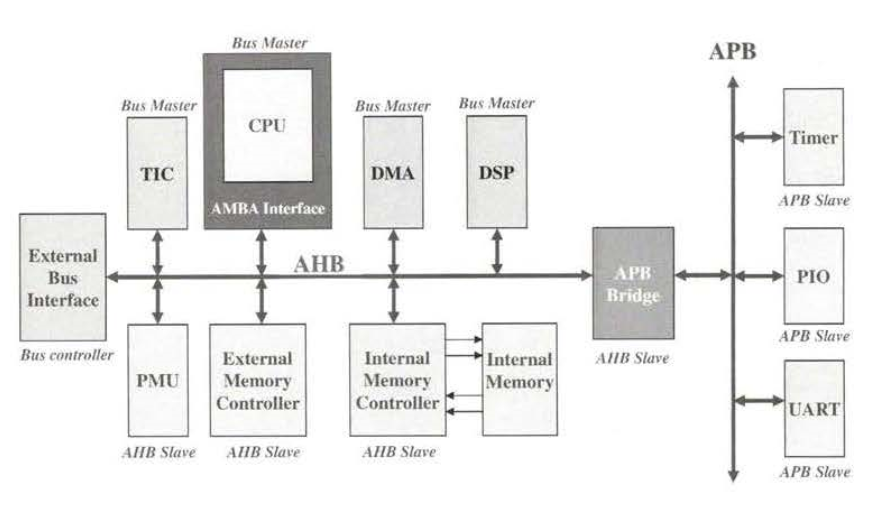 Bus Master
APB
Bus Master
CPU
Bus Master
Bus Master
TIC
AMBA Interface
DMA
DSP
Timer
APB Slave
External
Bus
Interface
Bus controller
AHB
APB
Bridge
AHB Slave
PIO
APB Slave
PMU
AHB Slave
External
Memory
Controller
AHB Slave
Internal
Memory
Controller
AHB Slave
Internal
Memory
UART
APB Slave